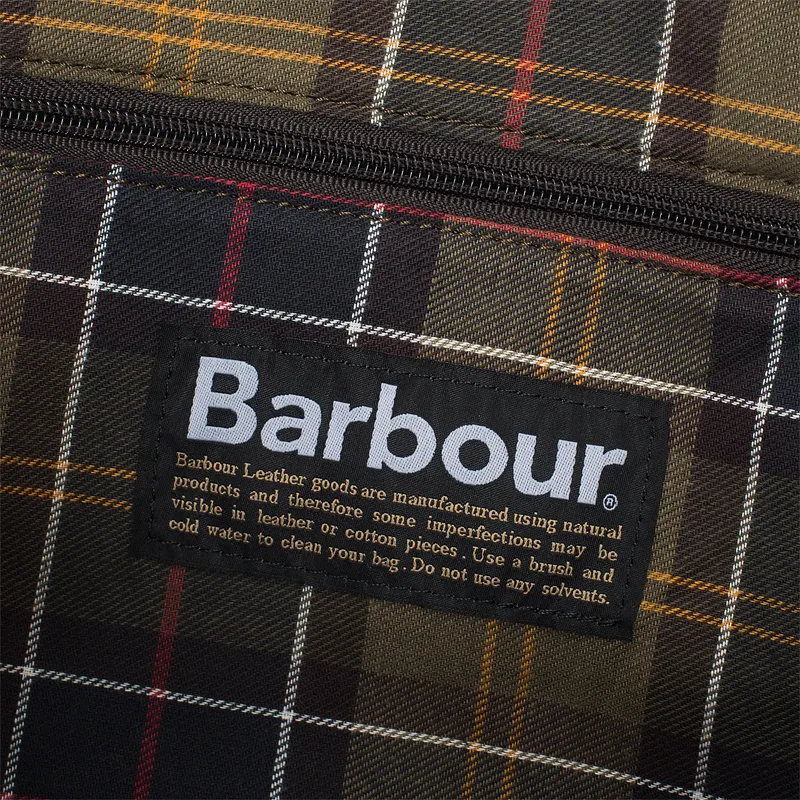 Barbour®
Barbour Leather goods are manufactured using natural
products and therefore some imperfections may be
visible in leather or cotton pieces. Use a brush and
cold water to clean your bag. Do not use any solvents.